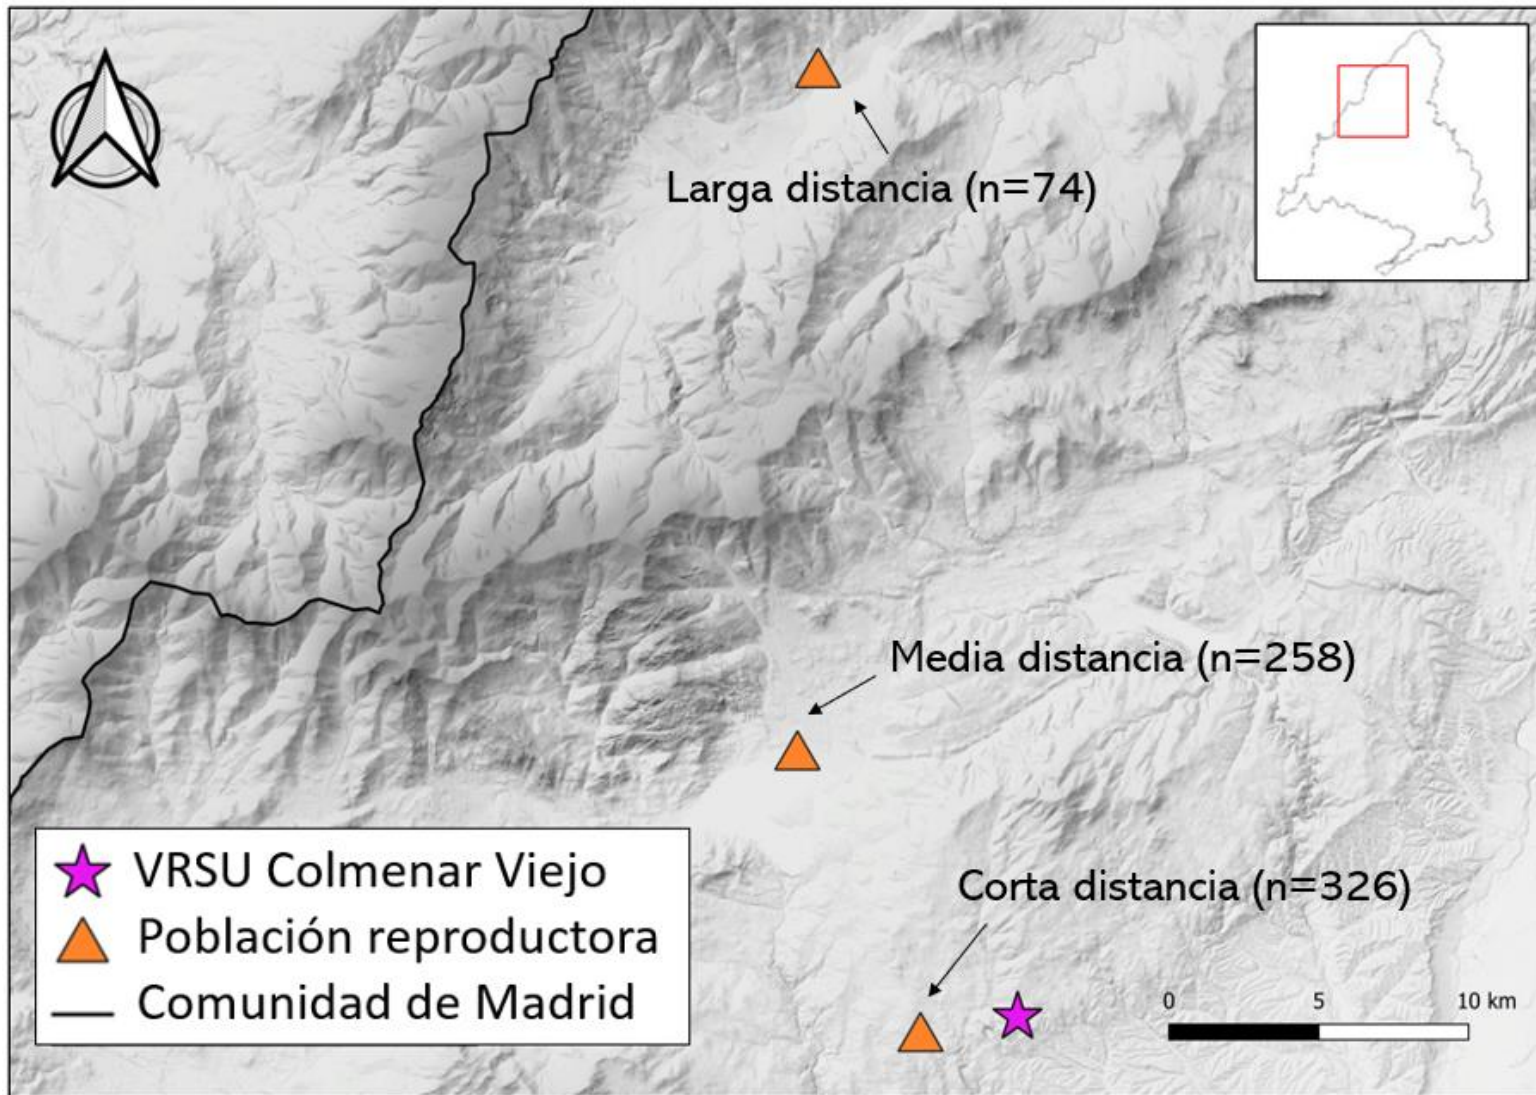 Larga distancia (n=74)
Media distancia (n=258)
VRSU Colmenar Viejo
Población reproductora
Comunidad de Madrid
Corta distancia (n=326)
0 5 10 km